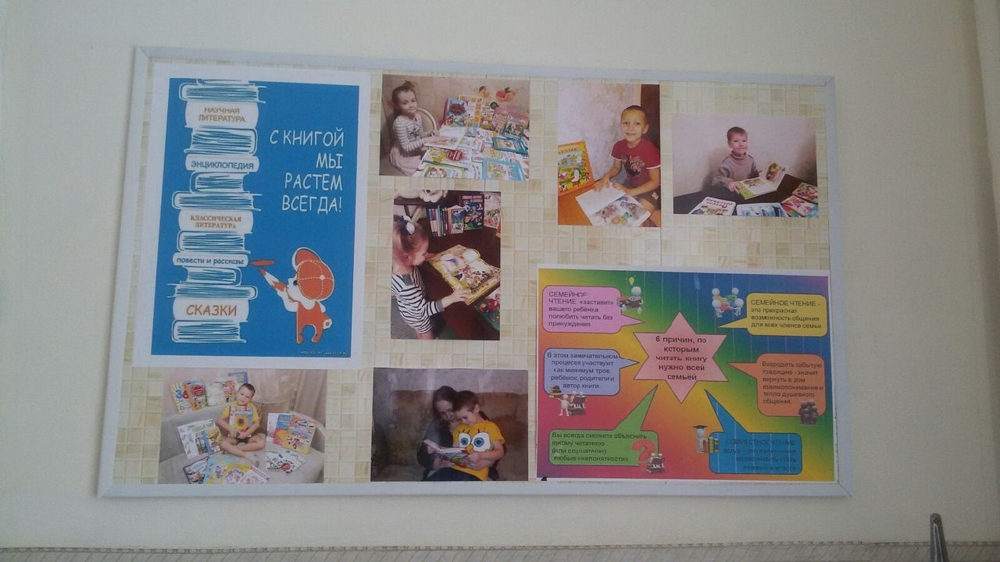 НАУЧНАЯ
ЛИТЕРАТУРА
ЭНЦИКЛОПЕДИЯ
КЛАССИЧЕСКАЯ
ЛИТЕРАТУРА
повести и рассказы
СКАЗКИ
С КНИГОЙ
МЫ
РАСТЕМ
ВСЕГДА!
СЕМЕЙНОЕ
ЧТЕНИЕ «заставит»
вашего ребёнка
полюбить читать без
принуждения
СЕМЕЙНОЕ ЧТЕНИЕ -
это прекрасная
возможность общения
для всех членов семьи.
6 причин, по
которым
читать книгу
нужно всей
семьёй
В этом замечательном
процессе участвуют
как минимум трое:
ребёнок, родители и
автор книги.
Возродить забытую
традицию - значит
вернуть в дом
взаимопонимание и
тепло душевного
общения.
Вы всегда сможете объяснить
юному читателю
(или слушателю)
любые «непонятки».
СОВМЕСТНОЕ ЧТЕНИЕ
возможность стать